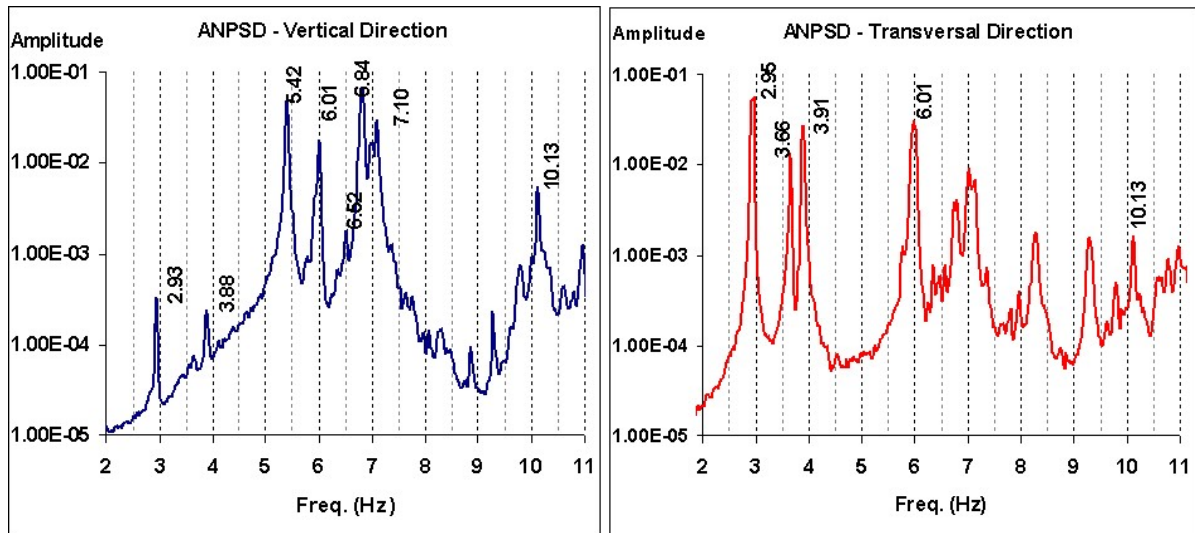 ANPSD - Vertical Direction
Amplitude
1.00E-01
1.00E-02
1.00E-03
1.00E-04
1.00E-05
2.93
3.88
5.42
6.01
6.52
6.84
7.10
10.13
2 3 4 5 6 7 8 9 10 11
Freq. (Hz)
ANPSD - Transversal Direction
Amplitude
1.00E-01
1.00E-02
1.00E-03
1.00E-04
1.00E-05
2.95
3.66
3.91
6.01
10.13
2 3 4 5 6 7 8 9 10 11
Freq. (Hz)